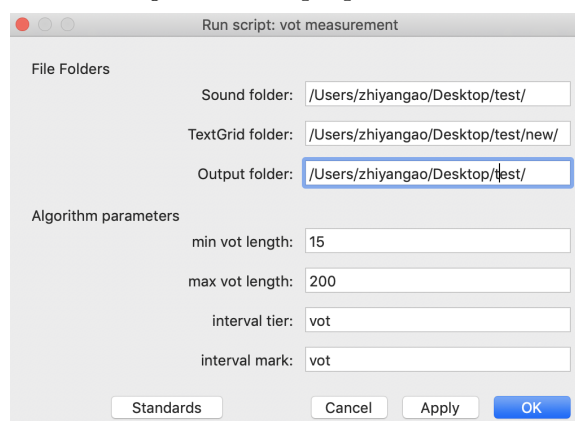 Run script: vot measurement
File Folders
Sound folder: /Users/zhiyangao/Desktop/test/
TextGrid folder: /Users/zhiyangao/Desktop/test/new/
Output folder: /Users/zhiyangao/Desktop/test/
Algorithm parameters
min vot length: 15
max vot length: 200
interval tier: vot
interval mark: vot
Standards Cancel Apply OK